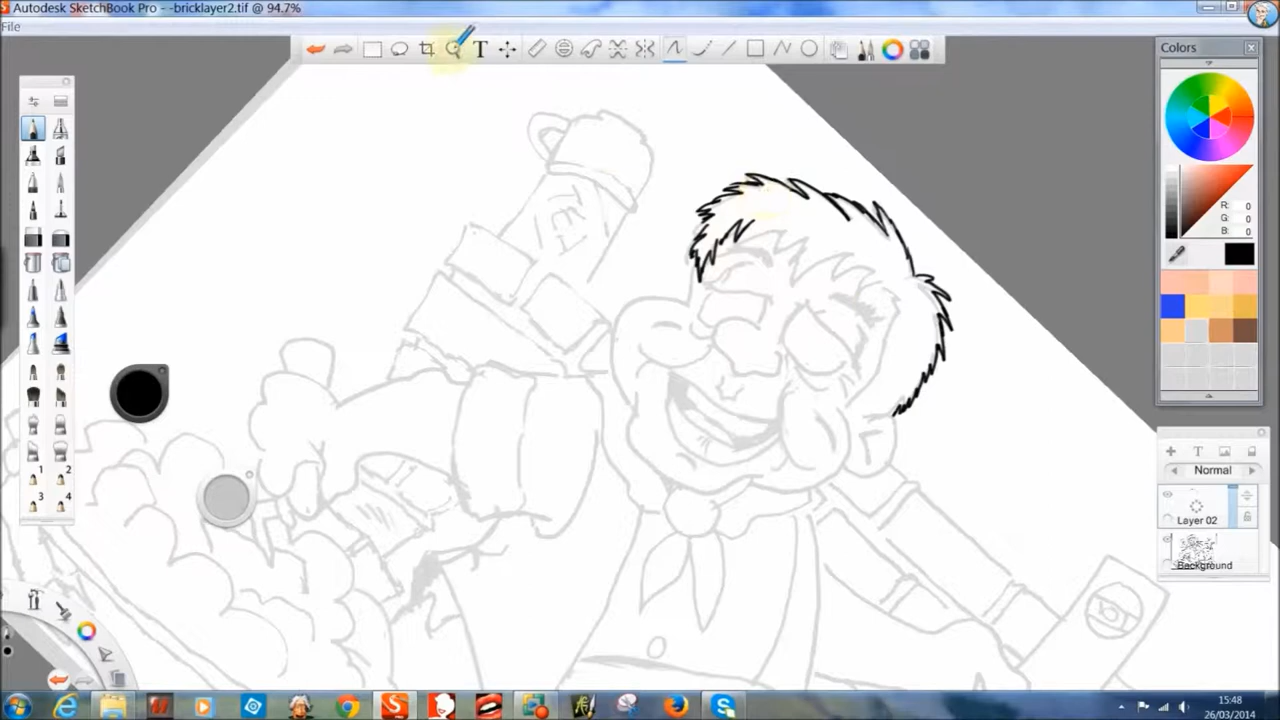 Autodesk SketchBook Pro - -bricklayer2.tif @ 94.7%
File
T
Colors
R: 0
G: 0
B: 0
T
Normal
Layer 02
Background
1
2
3
4
15:48
26/03/2014